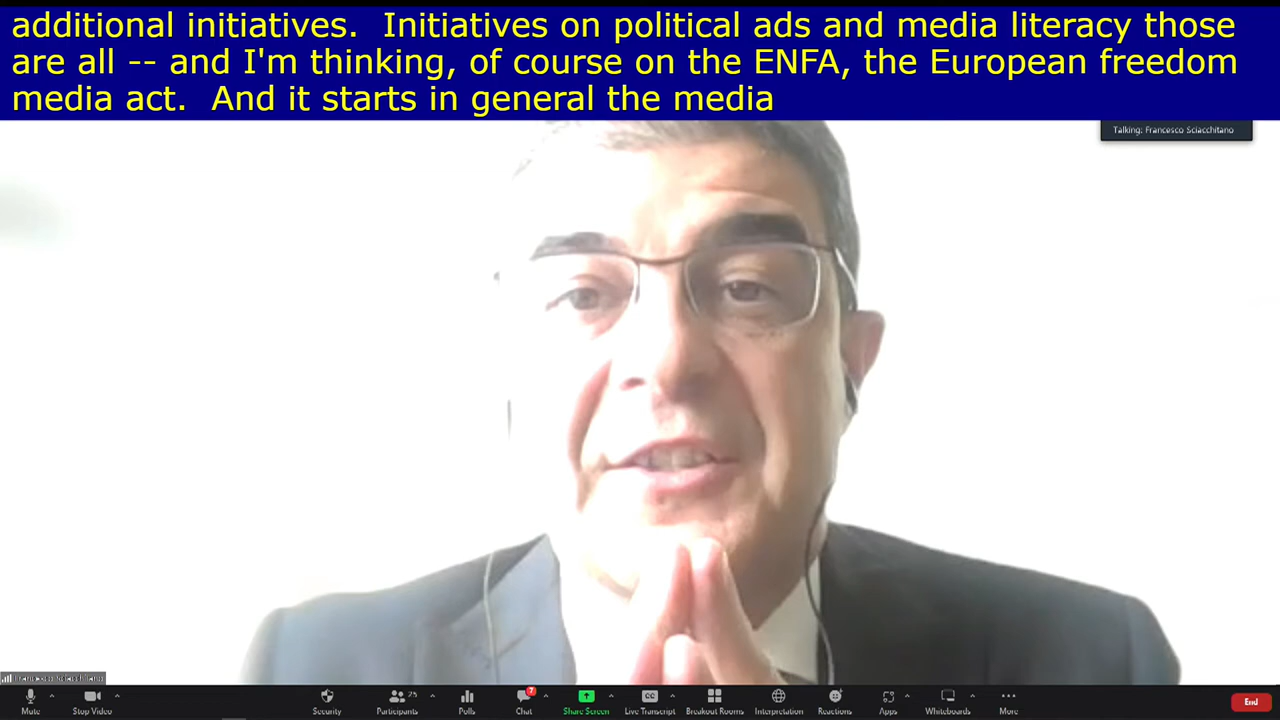 additional initiatives.  Initiatives on political ads and media literacy those
are all -- and I'm thinking, of course on the ENFA, the European freedom
media act.  And it starts in general the media
Talking: Francesco Sciacchitano
25
7
Mute
Stop Video
Security
Participants
Polls
Chat
Share Screen
Live Transcript
Breakout Rooms
Interpretation
Reactions
Apps
Whiteboards
More
End